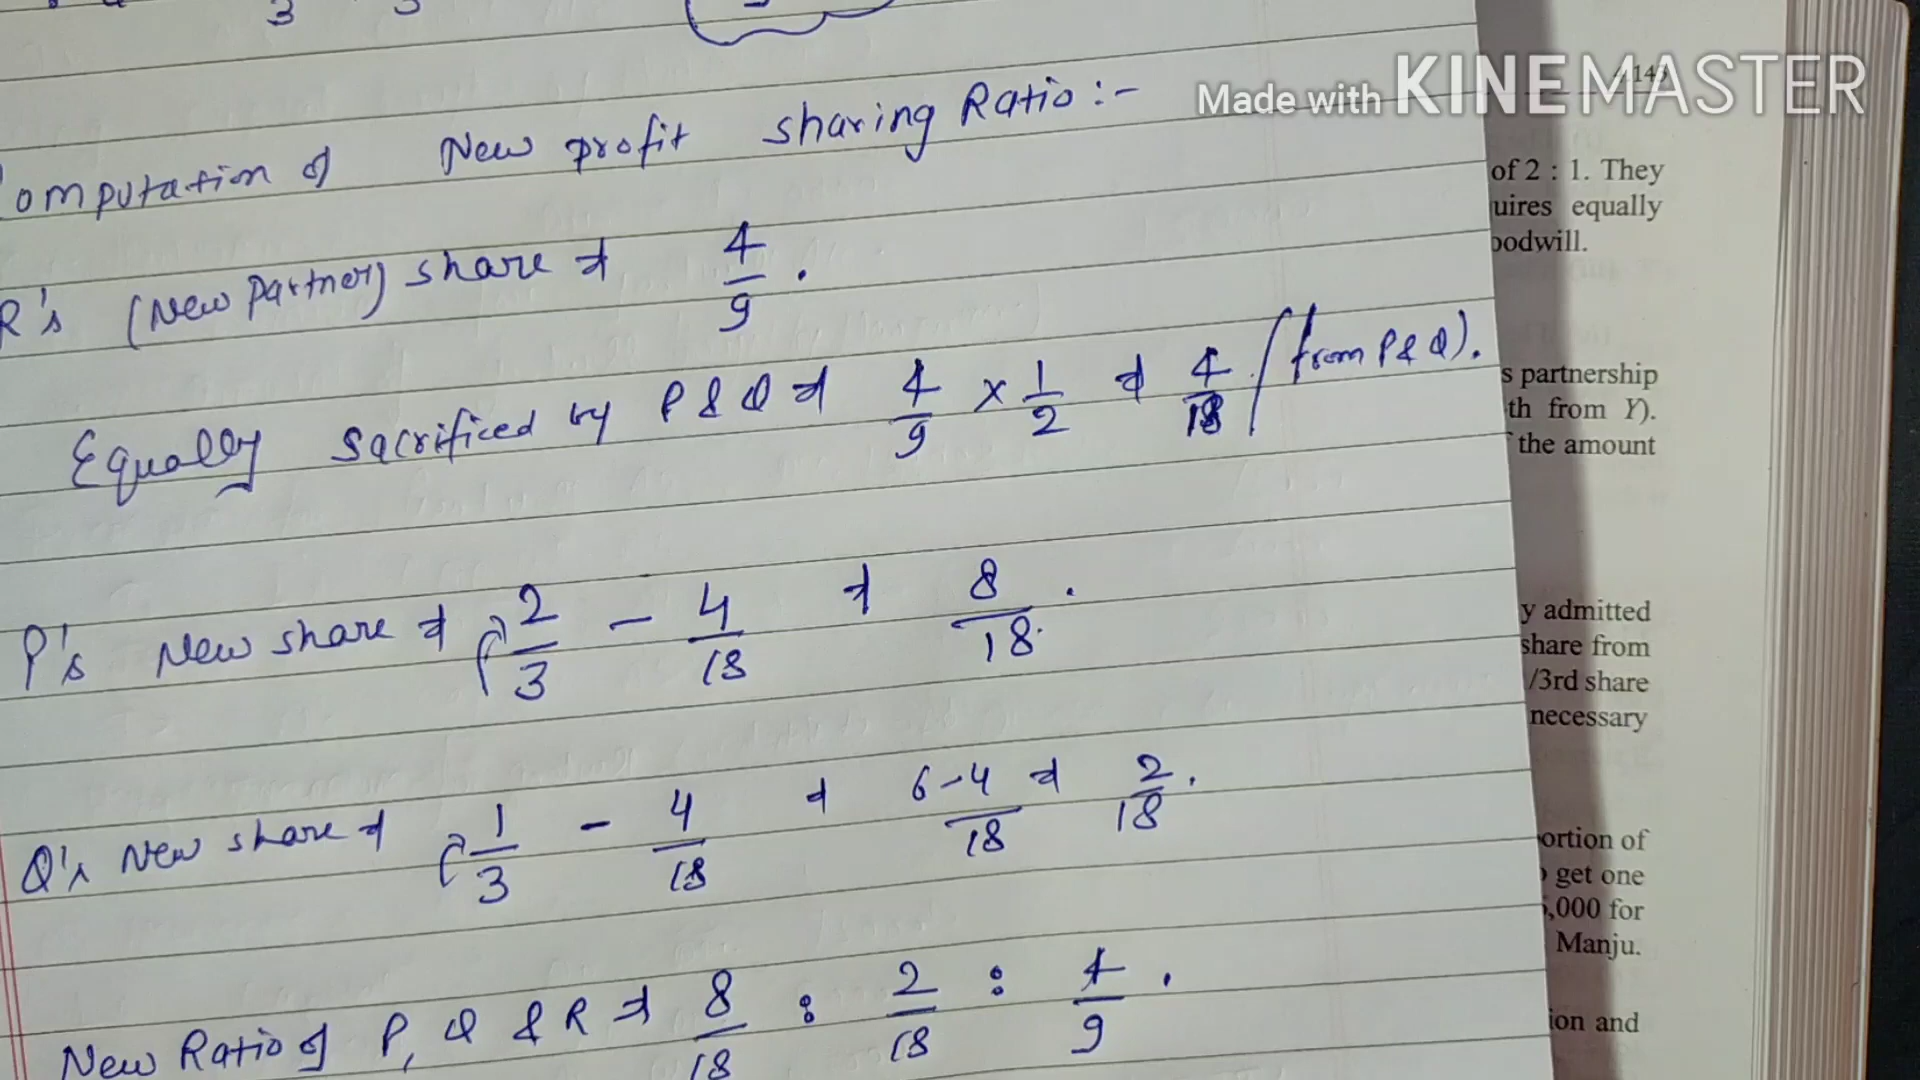 3 3
Made with KINEMASTER
Computation of New profit sharing Ratio :-
R's (New Partner) share => 4/9 .
Equally sacrificed by P & Q => 4/9 × 1/2 => 4/18 (from P & Q).
P's New share => 2/3 - 4/18 => 8/18 .
Q's New share => 1/3 - 4/18 => 6-4/18 => 2/18 .
New Ratio of P, Q & R => 8/18 : 2/18 : 4/9 .
of 2 : 1. They
uires equally
oodwill.
s partnership
th from Y).
the amount
y admitted
share from
/3rd share
necessary
ortion of
get one
,000 for
Manju.
ion and